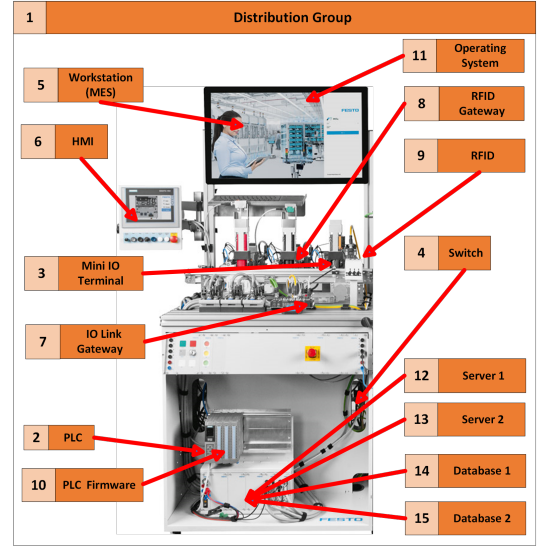 1 Distribution Group
11 Operating
System
5 Workstation
(MES)
FESTO
8 RFID
Gateway
6 HMI
9 RFID
4 Switch
3 Mini IO
Terminal
7 IO Link
Gateway
12 Server 1
13 Server 2
2 PLC
14 Database 1
10 PLC Firmware
15 Database 2
FESTO